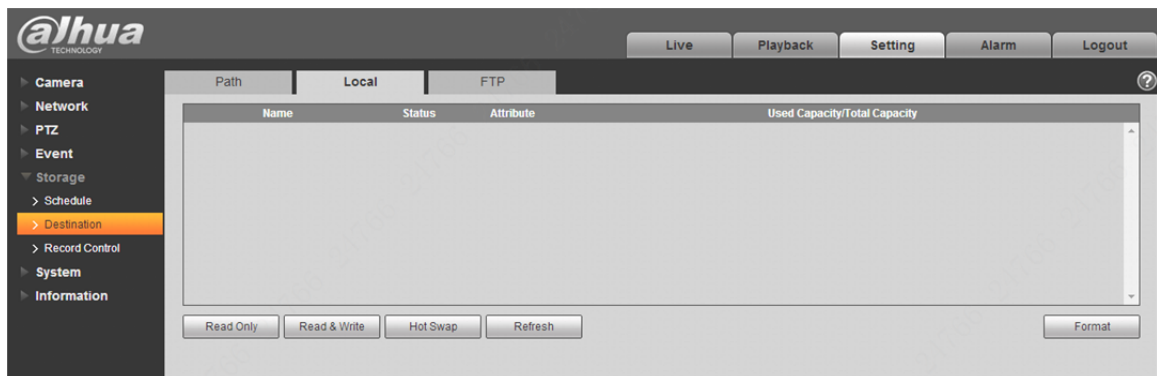 alhua
TECHNOLOGY
Live Playback Setting Alarm Logout
Camera
Network
PTZ
Event
Storage
Schedule
Destination
Record Control
System
Information
Path Local FTP
?
Name Status Attribute Used Capacity/Total Capacity
Read Only Read & Write Hot Swap Refresh Format